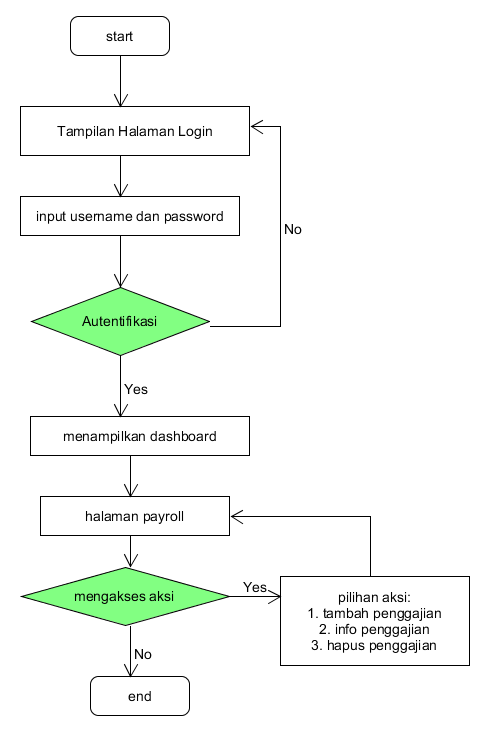 start
Tampilan Halaman Login
input username dan password
No
Autentifikasi
Yes
menampilkan dashboard
halaman payroll
mengakses aksi
Yes
pilihan aksi:
1. tambah penggajian
2. info penggajian
3. hapus penggajian
No
end